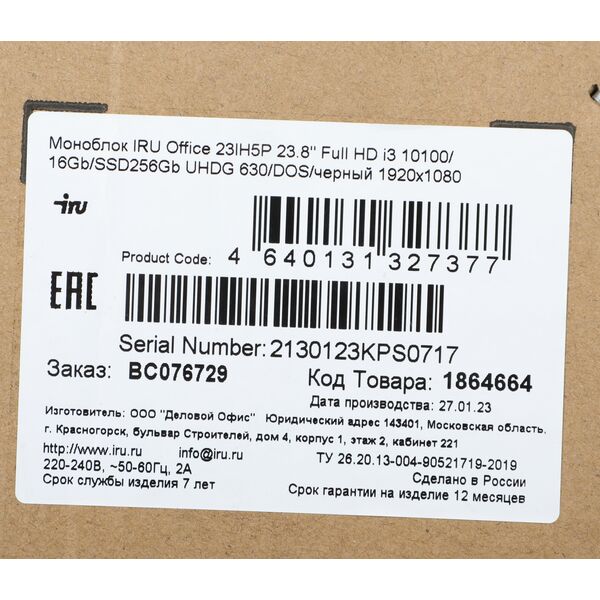 Моноблок IRU Office 23IH5P 23.8" Full HD i3 10100/
16Gb/SSD256Gb UHDG 630/DOS/черный 1920x1080
iru
Product Code: 4 640131 327377
EAC
Serial Number: 2130123KPS0717
Заказ: BC076729 Код Товара: 1864664
Дата производства: 27.01.23
Изготовитель: ООО "Деловой Офис" Юридический адрес 143401, Московская область.
г. Красногорск, бульвар Строителей, дом 4, корпус 1, этаж 2, кабинет 221
http://www.iru.ru info@iru.ru ТУ 26.20.13-004-90521719-2019
220-240В, ~50-60Гц, 2А Сделано в России
Срок службы изделия 7 лет Срок гарантии на изделие 12 месяцев